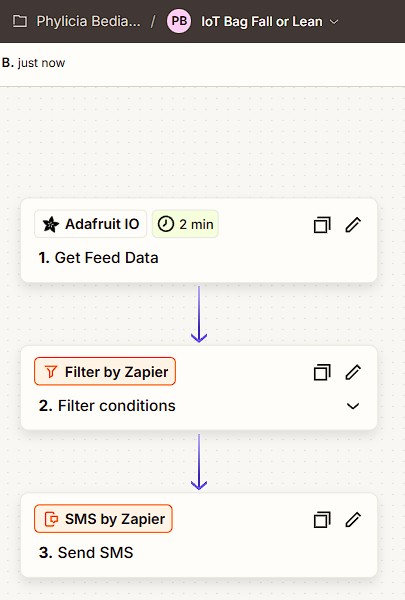 Phylicia Bedia... / PB IoT Bag Fall or Lean
B. just now
Adafruit IO 2 min
1. Get Feed Data
Filter by Zapier
2. Filter conditions
SMS by Zapier
3. Send SMS